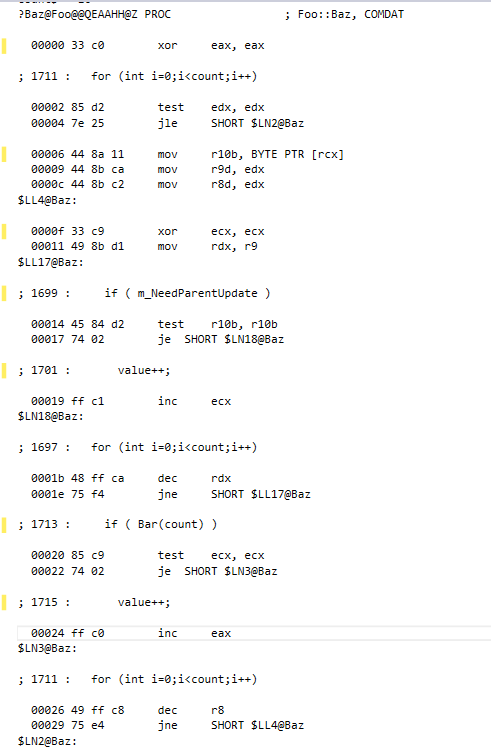 ?Baz@Foo@@QEAAHH@Z PROC ; Foo::Baz, COMDAT
00000 33 c0 xor eax, eax
; 1711 : for (int i=0;i<count;i++)
00002 85 d2 test edx, edx
00004 7e 25 jle SHORT $LN2@Baz
00006 44 8a 11 mov r10b, BYTE PTR [rcx]
00009 44 8b ca mov r9d, edx
0000c 44 8b c2 mov r8d, edx
$LL4@Baz:
0000f 33 c9 xor ecx, ecx
00011 49 8b d1 mov rdx, r9
$LL17@Baz:
; 1699 : if ( m_NeedParentUpdate )
00014 45 84 d2 test r10b, r10b
00017 74 02 je SHORT $LN18@Baz
; 1701 : value++;
00019 ff c1 inc ecx
$LN18@Baz:
; 1697 : for (int i=0;i<count;i++)
0001b 48 ff ca dec rdx
0001e 75 f4 jne SHORT $LL17@Baz
; 1713 : if ( Bar(count) )
00020 85 c9 test ecx, ecx
00022 74 02 je SHORT $LN3@Baz
; 1715 : value++;
00024 ff c0 inc eax
$LN3@Baz:
; 1711 : for (int i=0;i<count;i++)
00026 49 ff c8 dec r8
00029 75 e4 jne SHORT $LL4@Baz
$LN2@Baz: